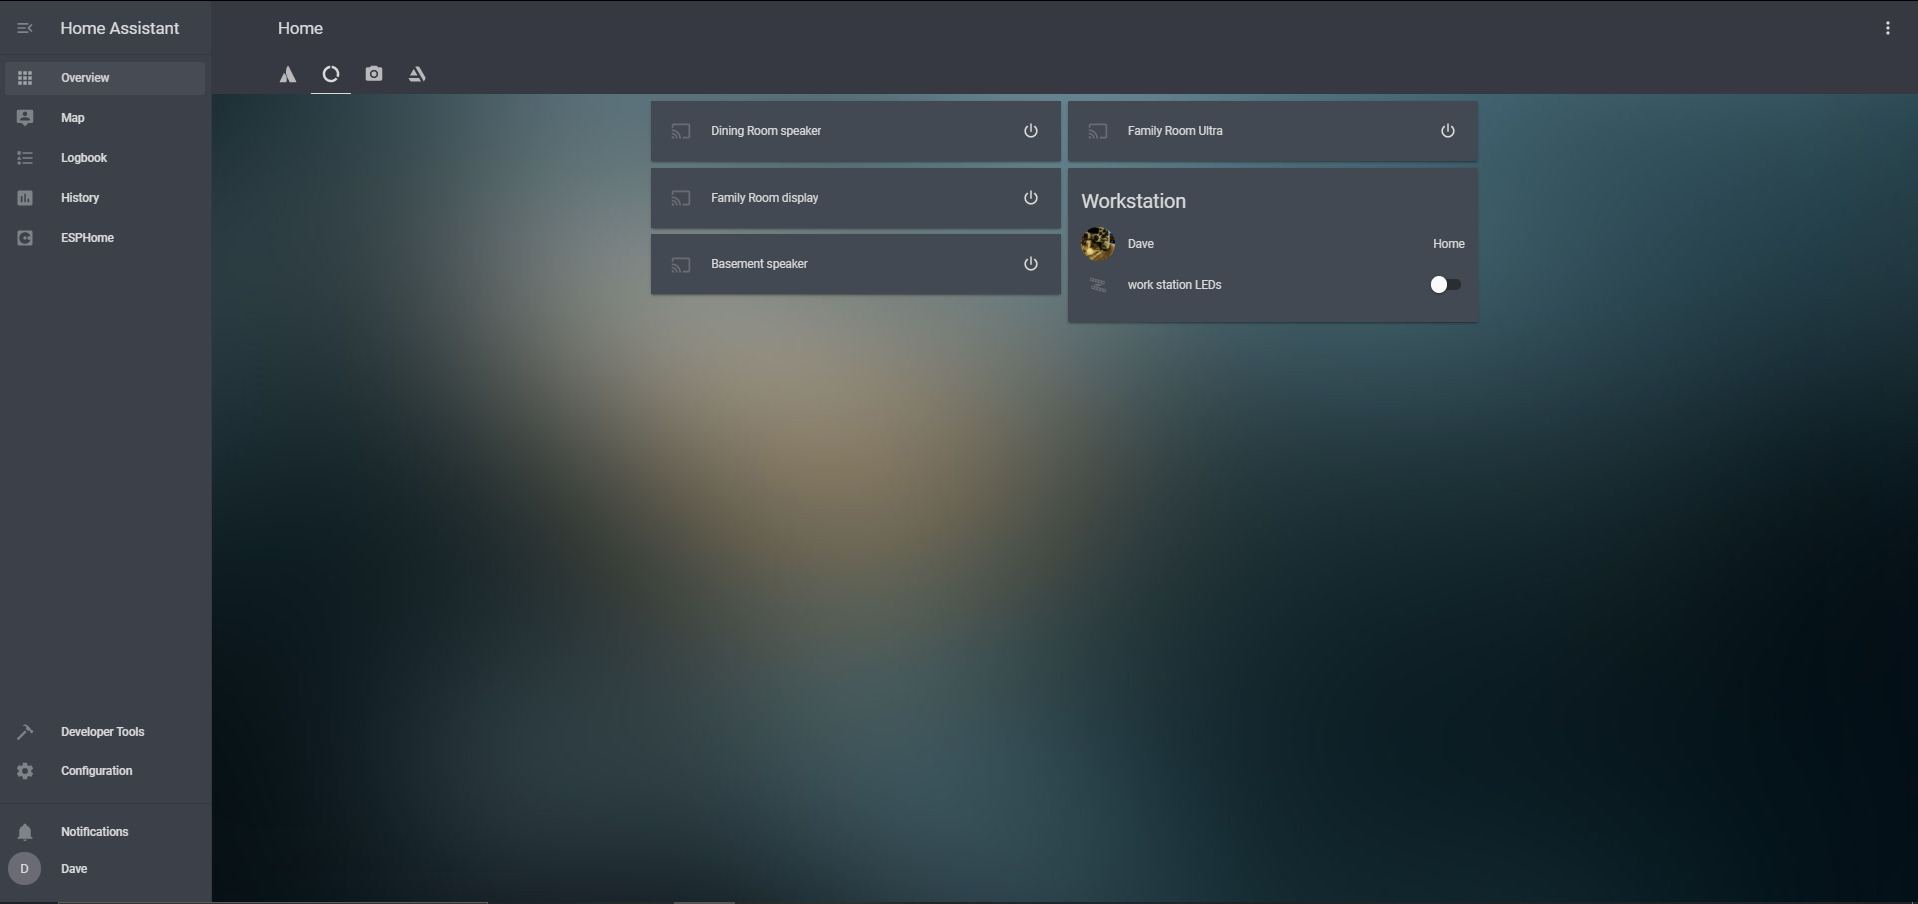 Home Assistant
Overview
Map
Logbook
History
ESPHome
Developer Tools
Configuration
Notifications
D
Dave
Home
Dining Room speaker
Family Room display
Basement speaker
Family Room Ultra
Workstation
Dave
Home
work station LEDs